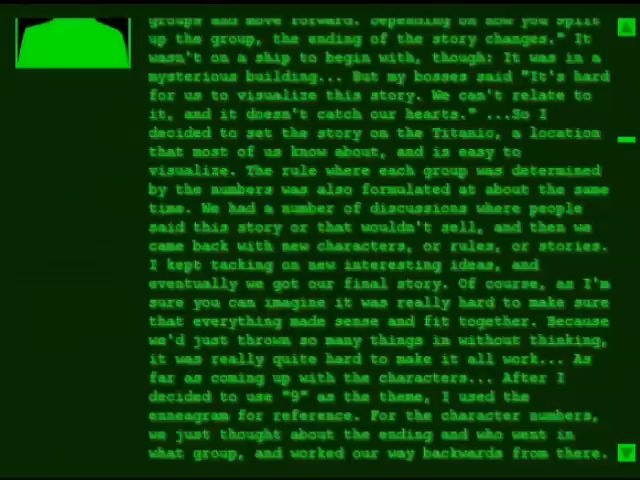 groups and move forward. Depending on how you split
up the group, the ending of the story changes." It
wasn't on a ship to begin with, though: It was in a
mysterious building... But my bosses said "It's hard
for us to visualize this story. We can't relate to
it, and it doesn't catch our hearts." ...So I
decided to set the story on the Titanic, a location
that most of us know about, and is easy to
visualize. The rule where each group was determined
by the numbers was also formulated at about the same
time. We had a number of discussions where people
said this story or that wouldn't sell, and then we
came back with new characters, or rules, or stories.
I kept tacking on new interesting ideas, and
eventually we got our final story. Of course, as I'm
sure you can imagine it was really hard to make sure
that everything made sense and fit together. Because
we'd just thrown so many things in without thinking,
it was really quite hard to make it all work... As
far as coming up with the characters... After I
decided to use "9" as the theme, I used the
enneagram for reference. For the character numbers,
we just thought about the ending and who went in
what group, and worked our way backwards from there.